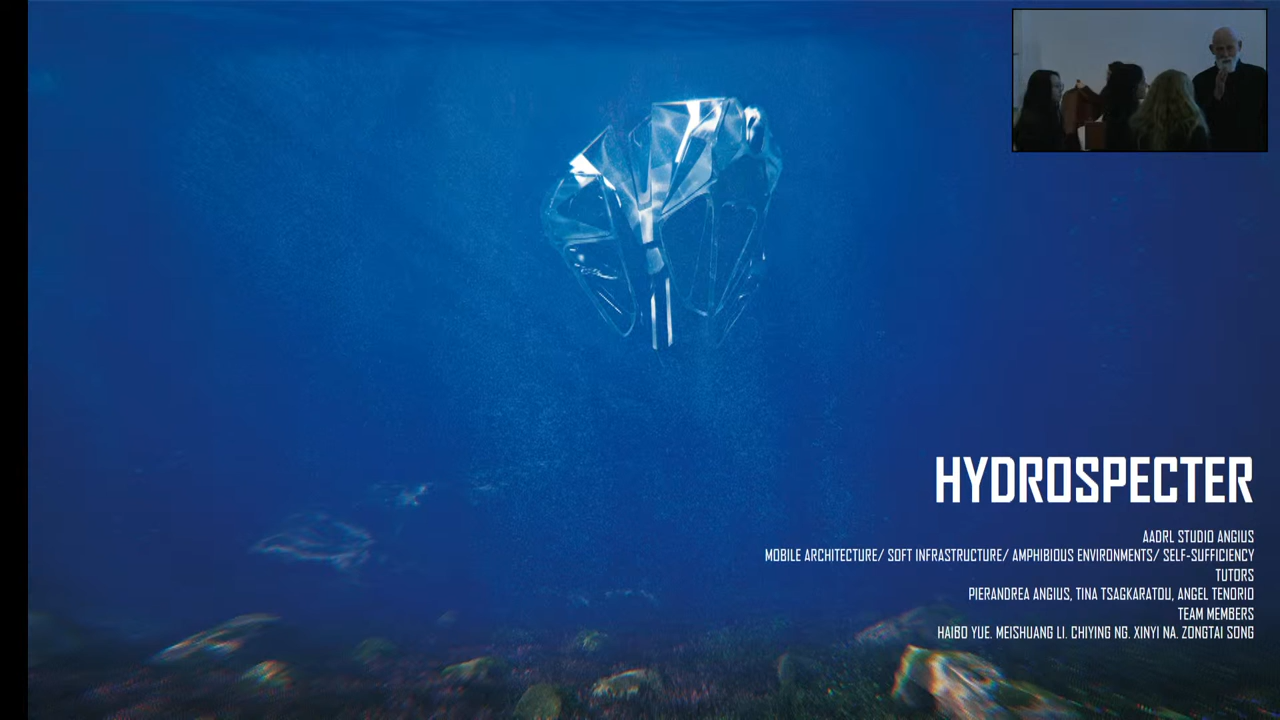 HYDROSPECTER
AADRL STUDIO ANGIUS
MOBILE ARCHITECTURE/ SOFT INFRASTRUCTURE/ AMPHIBIOUS ENVIRONMENTS/ SELF-SUFFICIENCY
TUTORS
PIERANDREA ANGIUS, TINA TSAGKARATOU, ANGEL TENORIO
TEAM MEMBERS
HAIBO YUE. MEISHUANG LI. CHIYING NG. XINYI NA. ZONGTAI SONG